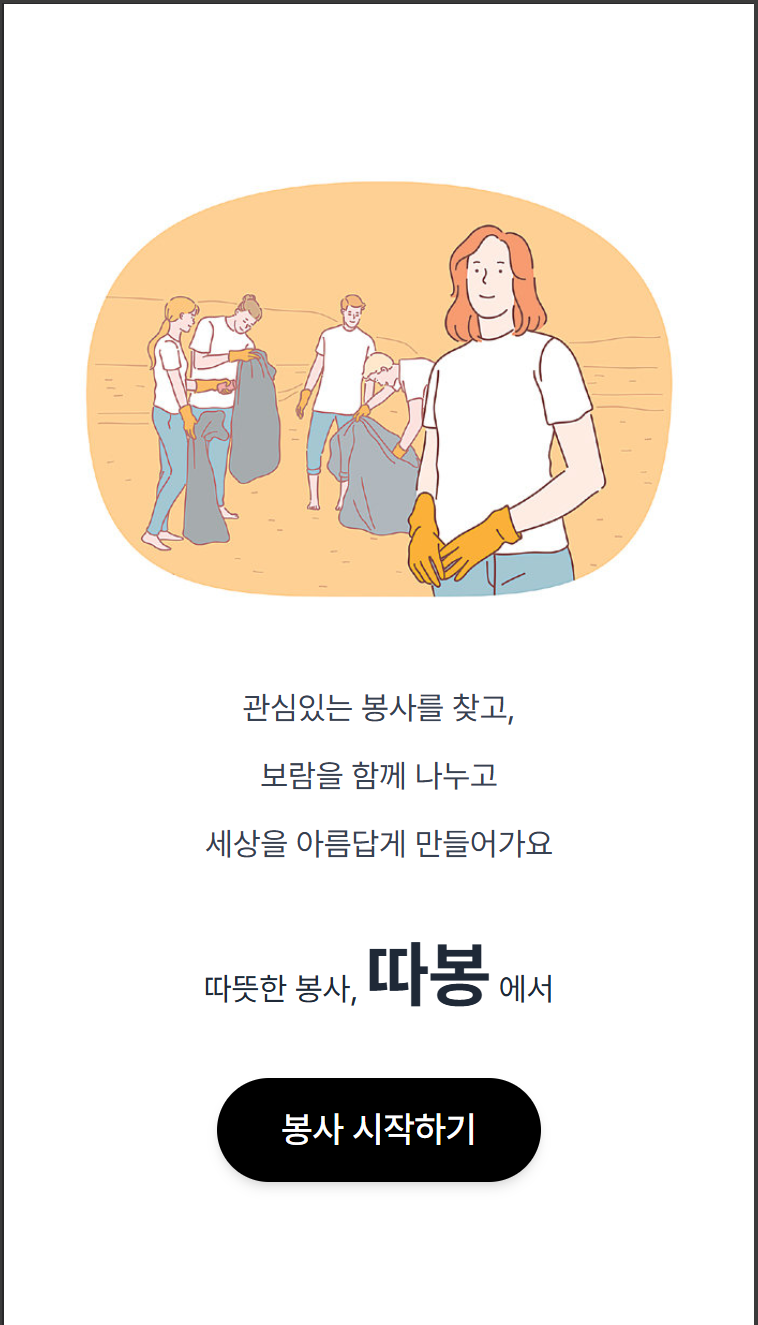 관심있는 봉사를 찾고,
보람을 함께 나누고
세상을 아름답게 만들어가요
따뜻한 봉사, 따봉 에서
봉사 시작하기